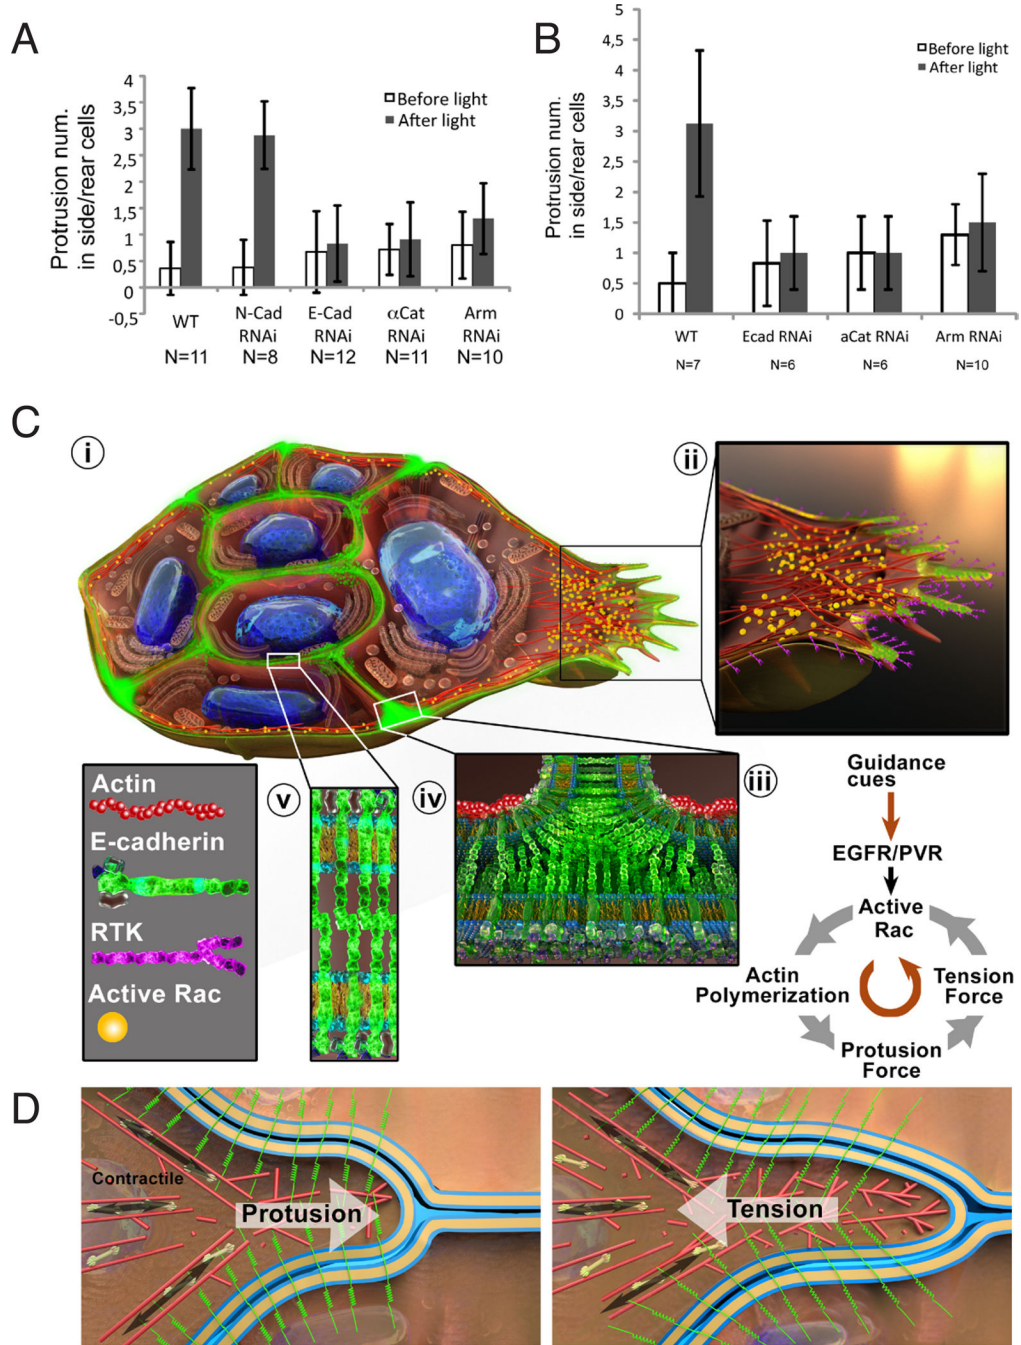 A
Protrusion num.
in side/rear cells
4
3,5
3
2,5
2
1,5
1
0,5
0
-0,5
Before light
After light
WT
N-Cad
RNAi
E-Cad
RNAi
αCat
RNAi
Arm
RNAi
N=11
N=8
N=12
N=11
N=10
B
Protrusion num.
in side/rear cells
5
4,5
4
3,5
3
2,5
2
1,5
1
0,5
0
Before light
After light
WT
Ecad RNAi
aCat RNAi
Arm RNAi
N=7
N=6
N=6
N=10
C
i
ii
iii
iv
v
Actin
E-cadherin
RTK
Active Rac
Guidance
cues
EGFR/PVR
Active
Rac
Actin
Polymerization
Tension
Force
Protusion
Force
D
Contractile
Protusion
Tension